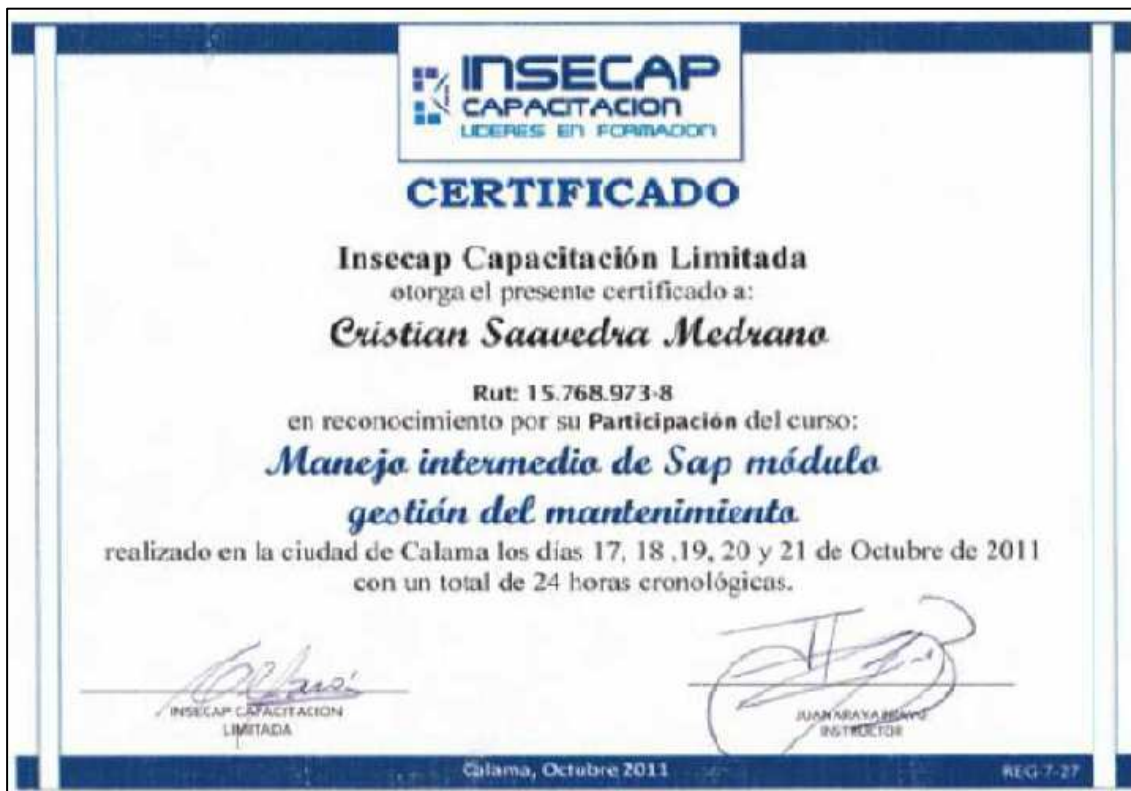 INSECAP
CAPACITACION
LIDERES EN FORMACION
CERTIFICADO
Insecap Capacitación Limitada
otorga el presente certificado a:
Cristian Saavedra Medrano
Rut: 15.768.973-8
en reconocimiento por su Participación del curso:
Manejo intermedio de Sap módulo
gestión del mantenimiento
realizado en la ciudad de Calama los días 17, 18 ,19, 20 y 21 de Octubre de 2011
con un total de 24 horas cronológicas.
INSECAP CAPACITACION
LIMITADA
JUAN ARAYA
INSTRUCTOR
Calama, Octubre 2011
REG-7-27